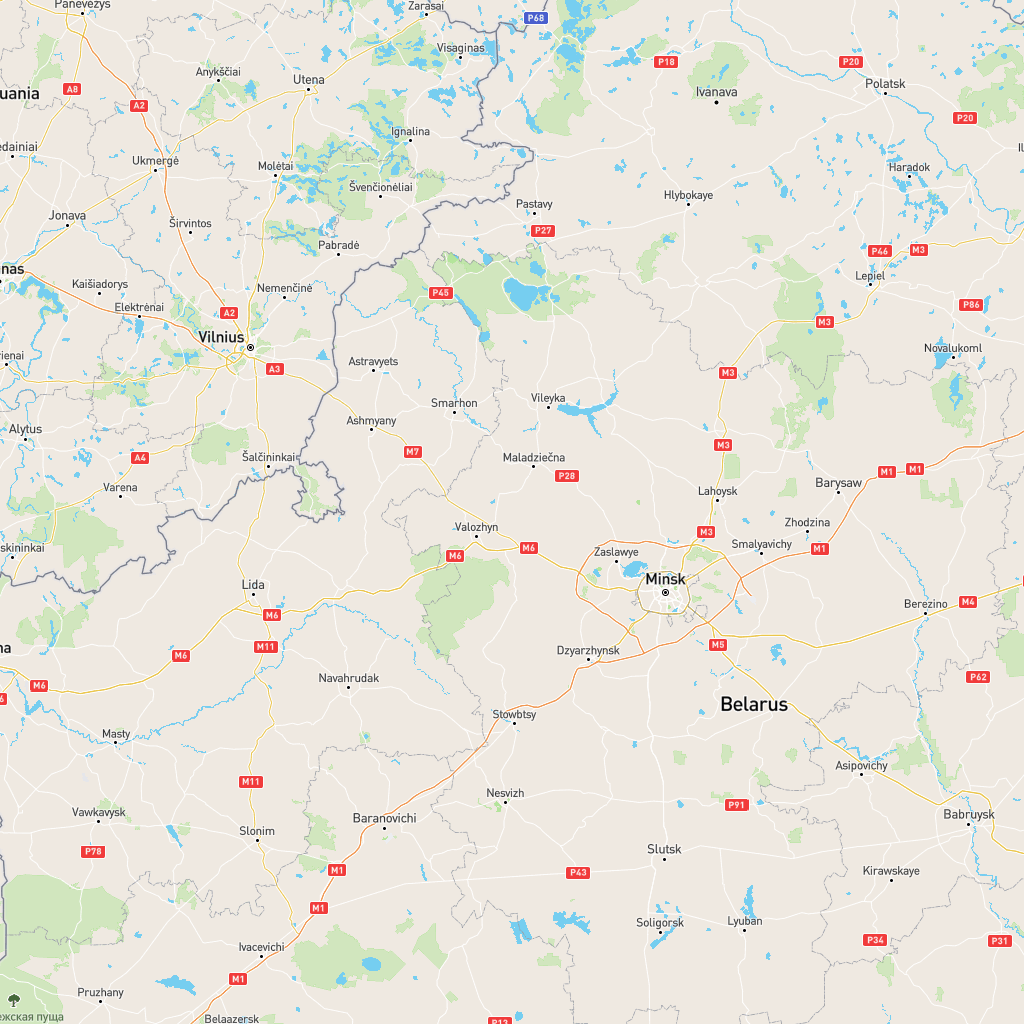 Panevėžys
Zarasai
P68
Visaginas
P18
P20
Anykščiai
Utena
A8
uania
A2
Ivanava
Polatsk
P20
Ignalina
edainiai
Ukmergė
Molėtai
Švenčionėliai
Haradok
Hlybokaye
Pastavy
Jonava
Širvintos
P27
Pabradė
P46
M3
nas
Kaišiadorys
Nemenčinė
P45
Lepiel
Elektrėnai
A2
P86
M3
Vilnius
Novalukoml
rienai
Astravyets
A3
M3
Smarhon
Vileyka
Ashmyany
Alytus
M7
M3
Šalčininkai
A4
Maladziečna
P28
M1
M1
Varena
Lahoysk
Barysaw
Valozhyn
Zhodzina
M3
skininkai
M6
M6
Zaslawye
Smalyavichy
M1
Minsk
Lida
Berezino
M4
M6
M11
M5
na
M6
Dzyarzhynsk
Navahrudak
P62
M6
6
Belarus
Stowbtsy
Masty
Asipovichy
M11
Nesvizh
P91
Vawkavysk
Baranovichi
Babruysk
Slonim
P78
Slutsk
M1
P43
Kirawskaye
M1
Soligorsk
Lyuban
P34
P31
Ivacevichi
M1
Pruzhany
ежская пуща
Belaazersk
P13